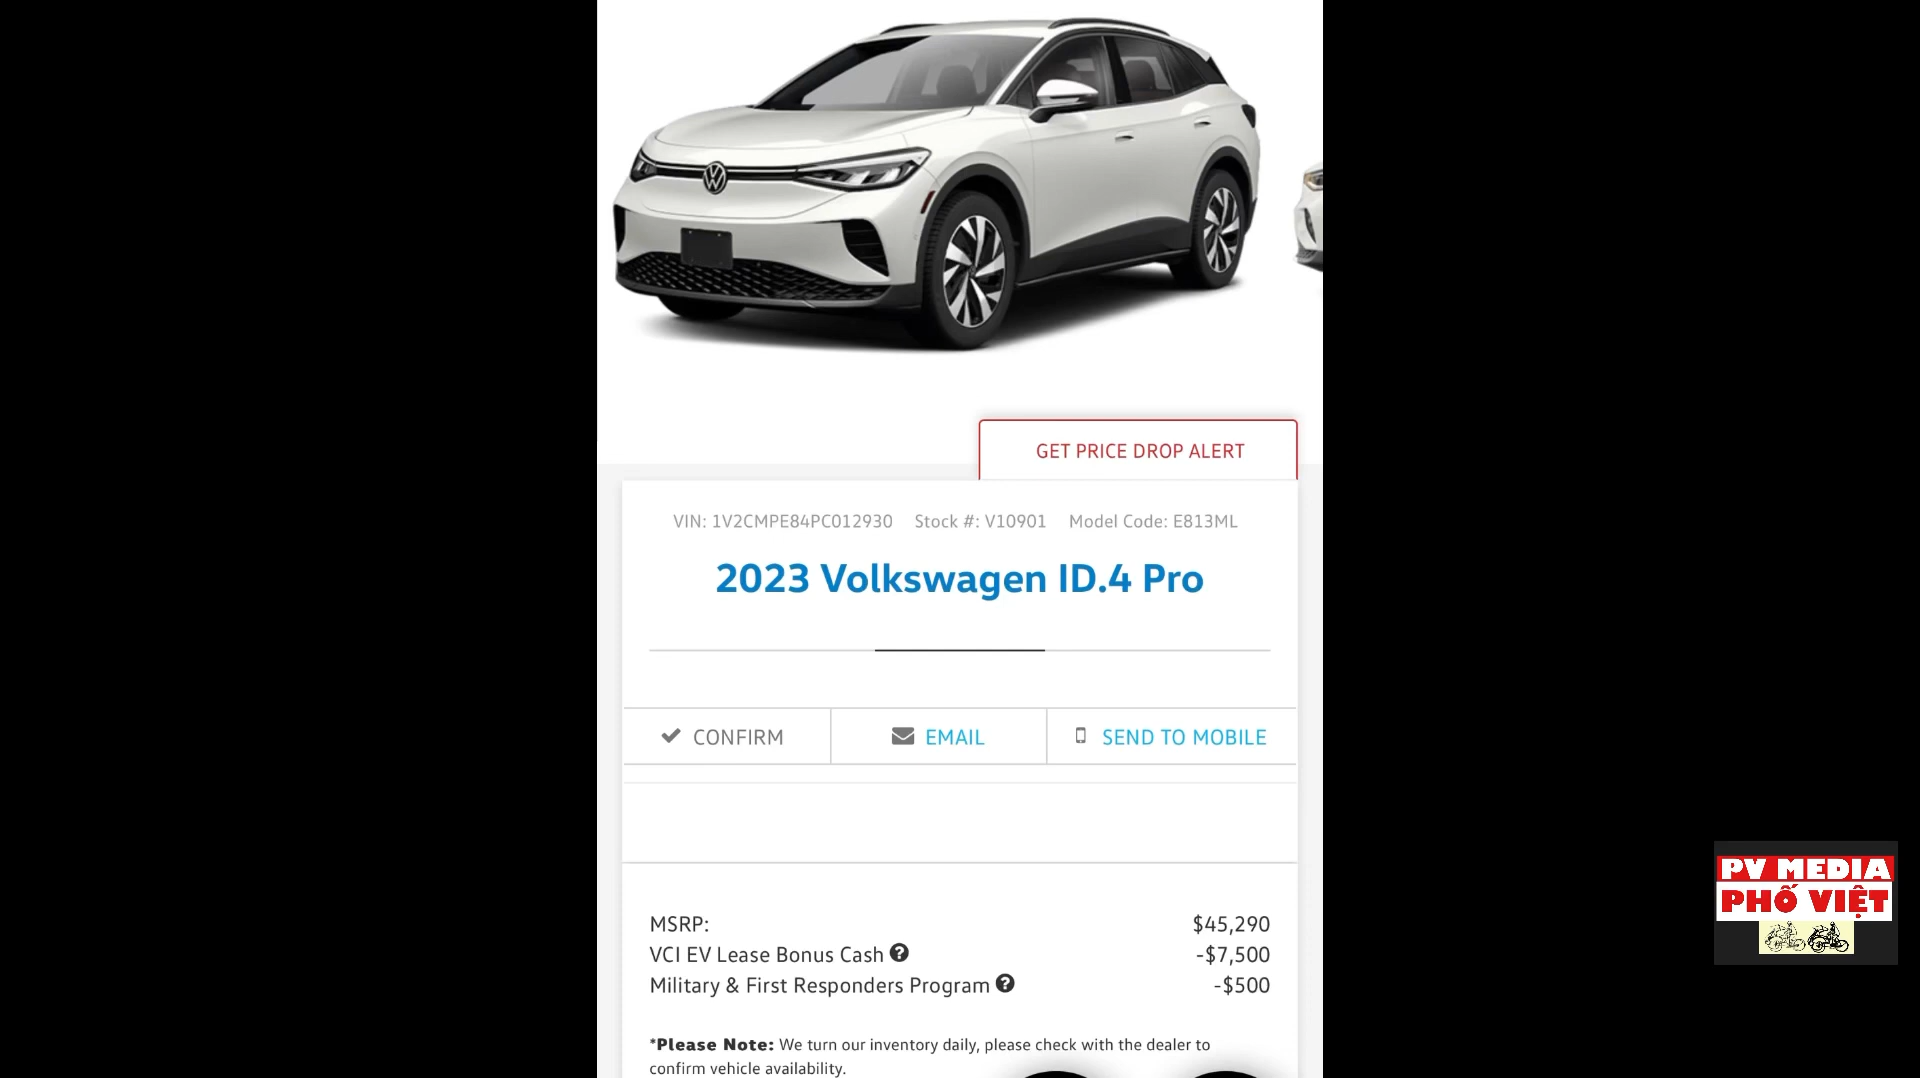 GET PRICE DROP ALERT
VIN: 1V2CMPE84PC012930 Stock #: V10901 Model Code: E813ML
2023 Volkswagen ID.4 Pro
CONFIRM EMAIL SEND TO MOBILE
MSRP: $45,290
VCI EV Lease Bonus Cash -$7,500
Military & First Responders Program -$500
*Please Note: We turn our inventory daily, please check with the dealer to
confirm vehicle availability.
PV MEDIA
PHỐ VIỆT